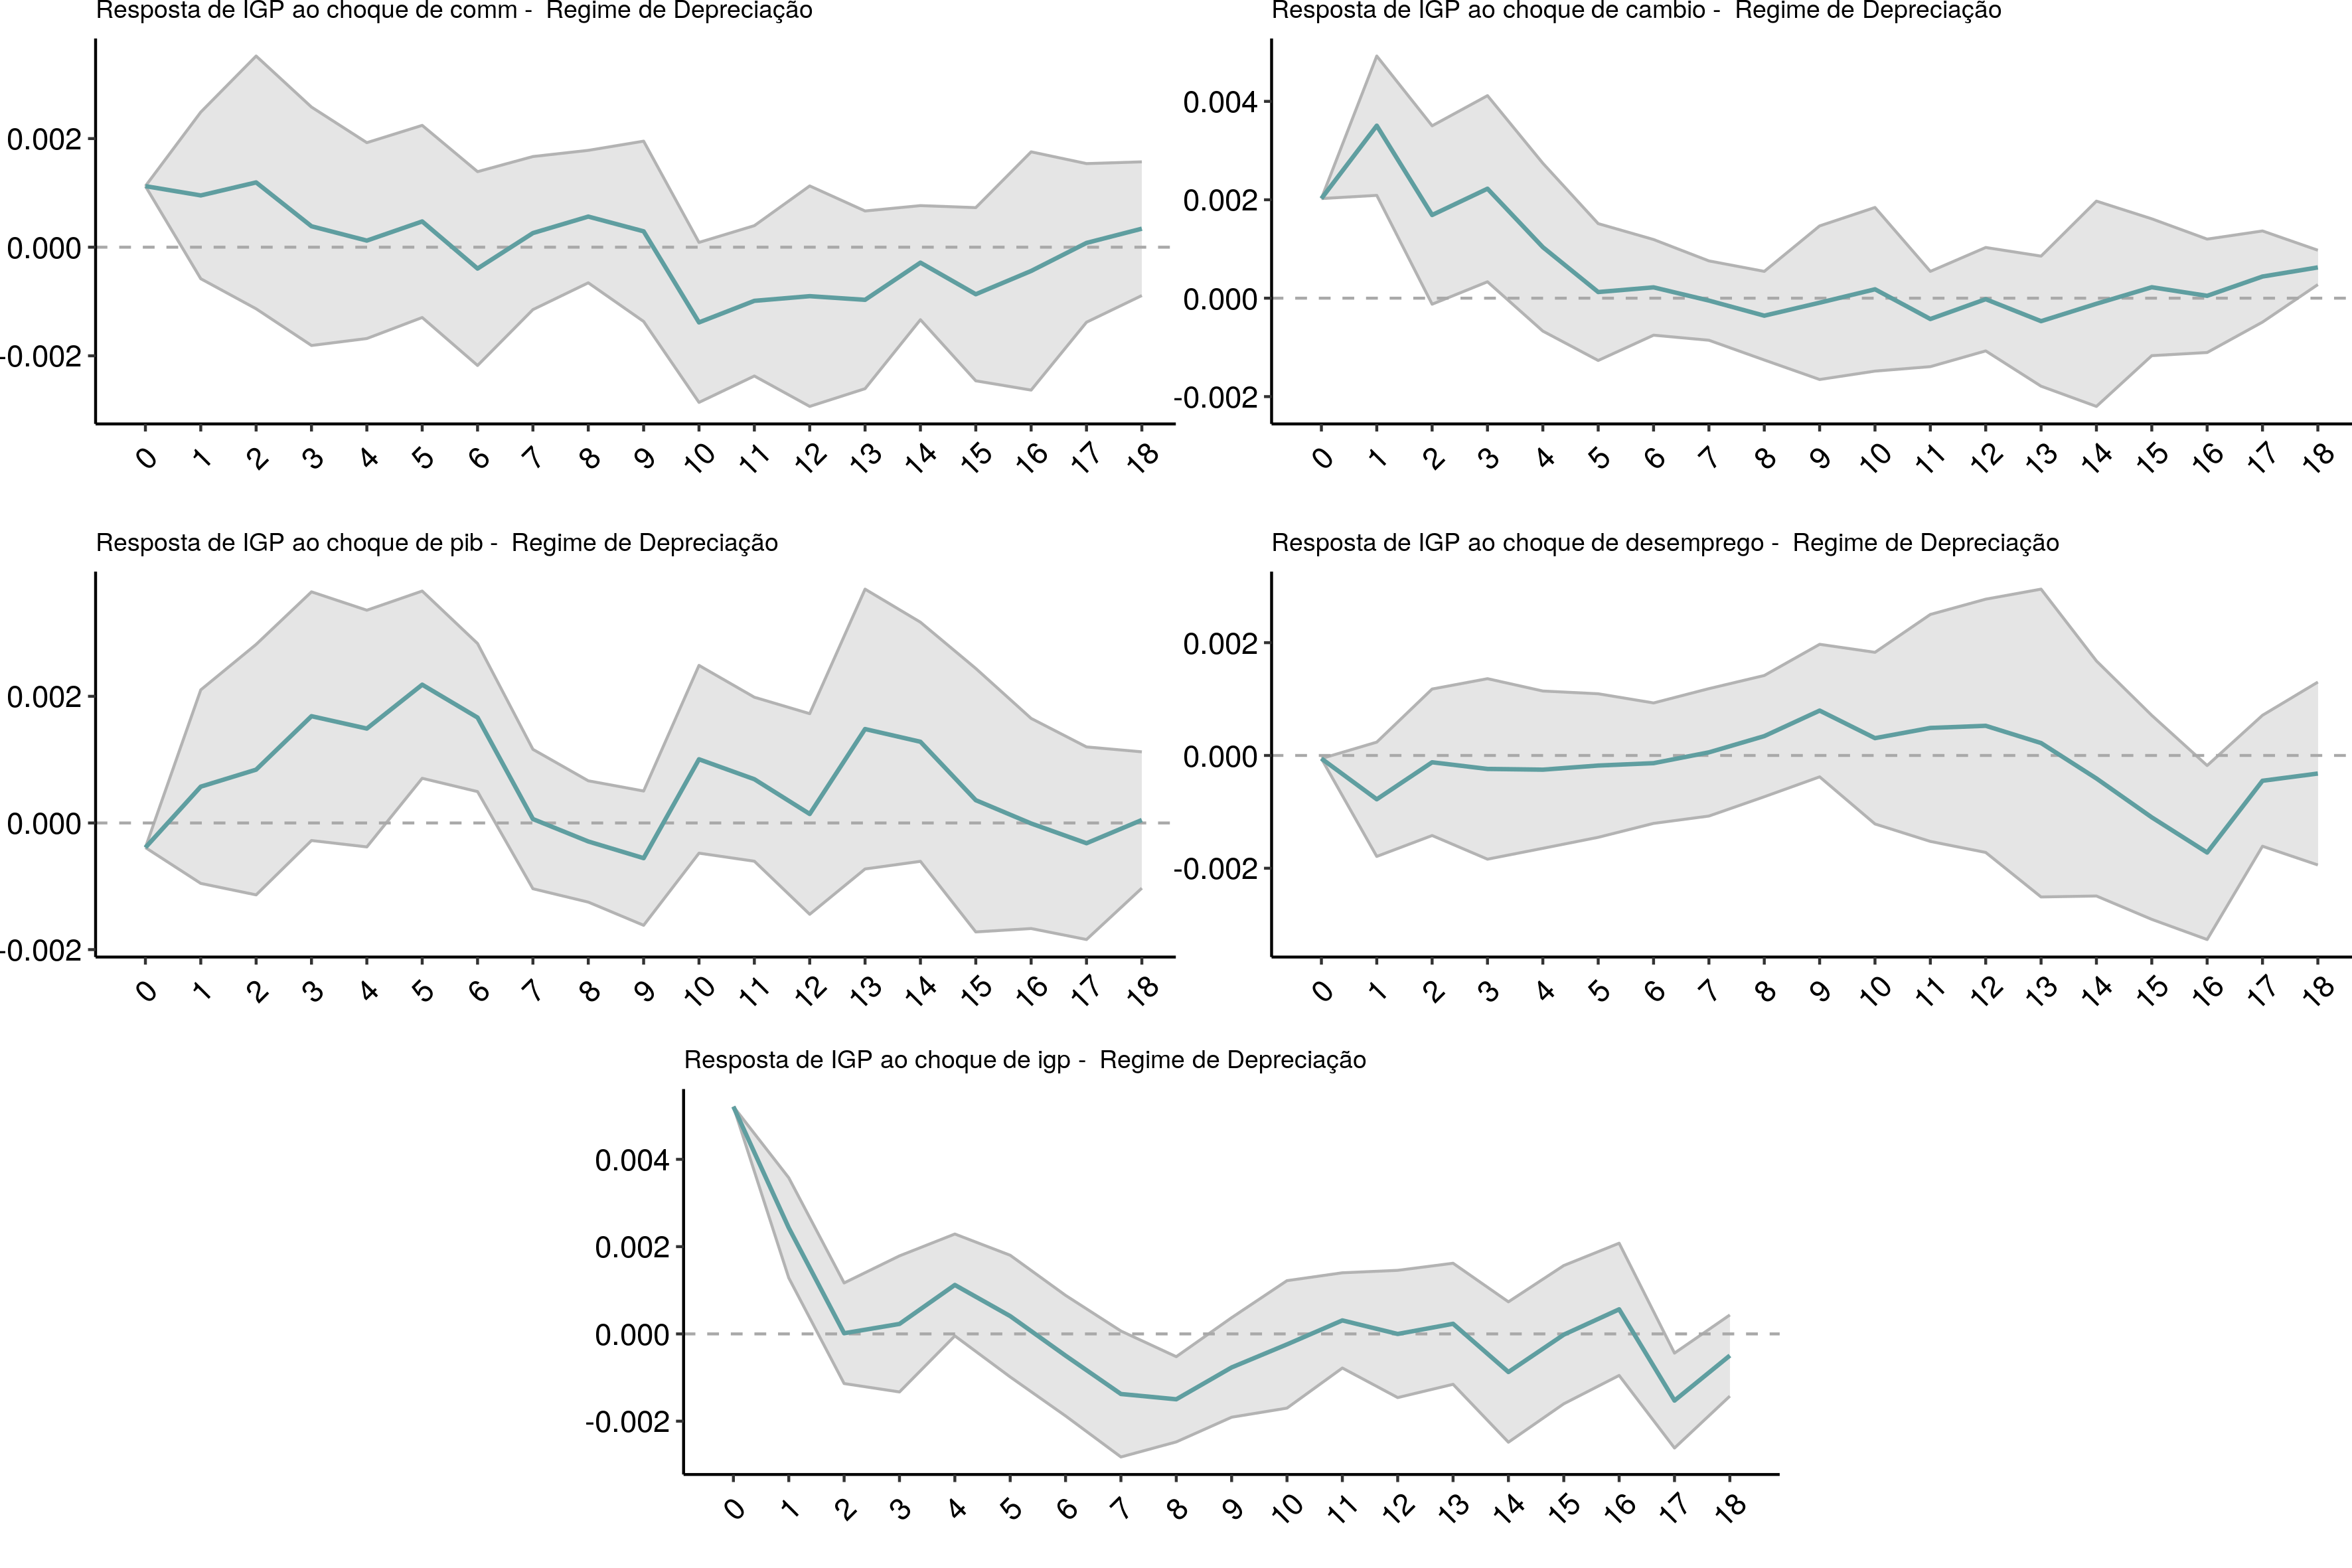 Resposta de IGP ao choque de comm - Regime de Depreciação
0.002
0.000
-0.002
0 1 2 3 4 5 6 7 8 9 10 11 12 13 14 15 16 17 18
Resposta de IGP ao choque de cambio - Regime de Depreciação
0.004
0.002
0.000
-0.002
0 1 2 3 4 5 6 7 8 9 10 11 12 13 14 15 16 17 18
Resposta de IGP ao choque de pib - Regime de Depreciação
0.002
0.000
-0.002
0 1 2 3 4 5 6 7 8 9 10 11 12 13 14 15 16 17 18
Resposta de IGP ao choque de desemprego - Regime de Depreciação
0.002
0.000
-0.002
0 1 2 3 4 5 6 7 8 9 10 11 12 13 14 15 16 17 18
Resposta de IGP ao choque de igp - Regime de Depreciação
0.004
0.002
0.000
-0.002
0 1 2 3 4 5 6 7 8 9 10 11 12 13 14 15 16 17 18